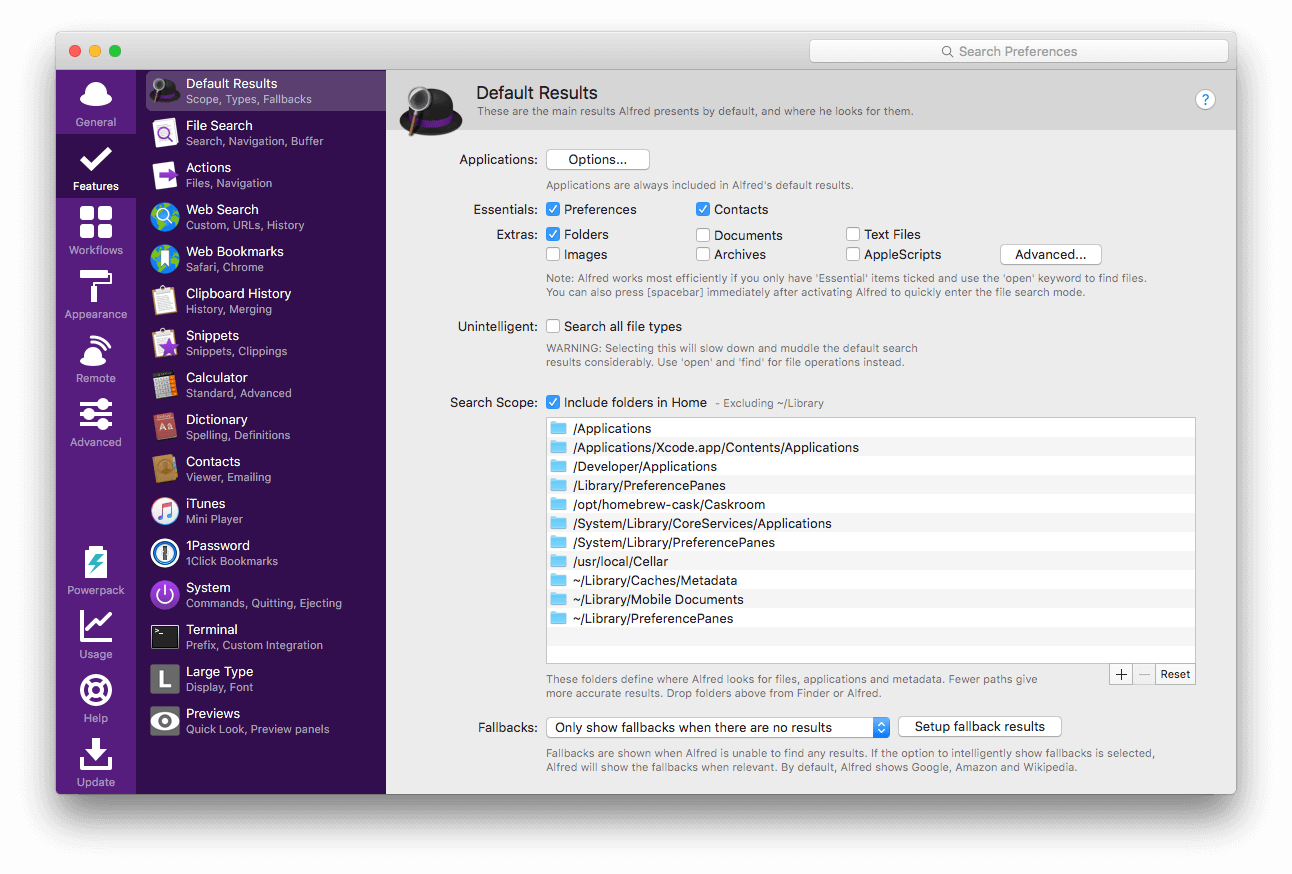 Search Preferences
General
Features
Workflows
Appearance
Remote
Advanced
Powerpack
Usage
Help
Update
Default Results
Scope, Types, Fallbacks
File Search
Search, Navigation, Buffer
Actions
Files, Navigation
Web Search
Custom, URLs, History
Web Bookmarks
Safari, Chrome
Clipboard History
History, Merging
Snippets
Snippets, Clippings
Calculator
Standard, Advanced
Aa
Dictionary
Spelling, Definitions
Contacts
Viewer, Emailing
iTunes
Mini Player
1Password
1Click Bookmarks
System
Commands, Quitting, Ejecting
>_
Terminal
Prefix, Custom Integration
L
Large Type
Display, Font
Previews
Quick Look, Preview panels
Default Results
These are the main results Alfred presents by default, and where he looks for them.
?
Applications: Options...
Applications are always included in Alfred's default results.
Essentials: Preferences Contacts
Extras: Folders Documents Text Files
Images Archives AppleScripts Advanced...
Note: Alfred works most efficiently if you only have 'Essential' items ticked and use the 'open' keyword to find files.
You can also press [spacebar] immediately after activating Alfred to quickly enter the file search mode.
Unintelligent: Search all file types
WARNING: Selecting this will slow down and muddle the default search
results considerably. Use 'open' and 'find' for file operations instead.
Search Scope: Include folders in Home - Excluding ~/Library
/Applications
/Applications/Xcode.app/Contents/Applications
/Developer/Applications
/Library/PreferencePanes
/opt/homebrew-cask/Caskroom
/System/Library/CoreServices/Applications
/System/Library/PreferencePanes
/usr/local/Cellar
~/Library/Caches/Metadata
~/Library/Mobile Documents
~/Library/PreferencePanes
+ − Reset
These folders define where Alfred looks for files, applications and metadata. Fewer paths give
more accurate results. Drop folders above from Finder or Alfred.
Fallbacks: Only show fallbacks when there are no results Setup fallback results
Fallbacks are shown when Alfred is unable to find any results. If the option to intelligently show fallbacks is selected,
Alfred will show the fallbacks when relevant. By default, Alfred shows Google, Amazon and Wikipedia.